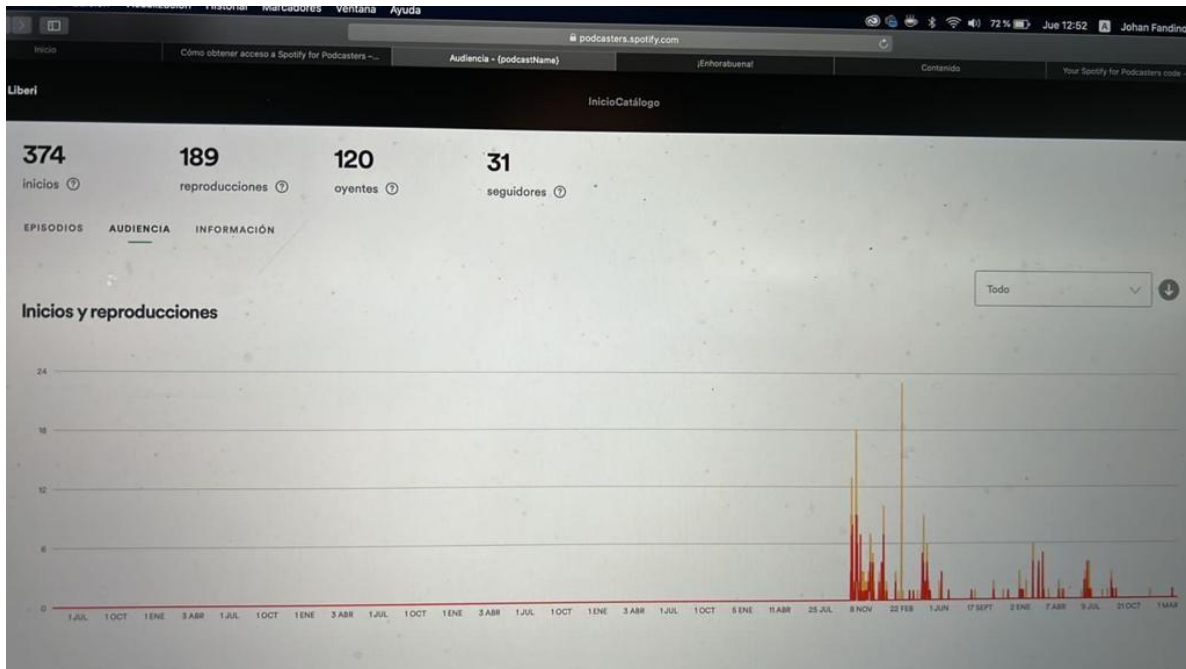 Historial Marcadores Ventana Ayuda
72 % Jue 12:52 A Johan Fandino
podcasters.spotify.com
Inicio Cómo obtener acceso a Spotify for Podcasters –... Audiencia - {podcastName} ¡Enhorabuena! Contenido Your Spotify for Podcasters code -
Liberi InicioCatálogo
374 189 120 31
inicios ? reproducciones ? oyentes ? seguidores ?
EPISODIOS AUDIENCIA INFORMACIÓN
Todo
Inicios y reproducciones
24
18
12
6
0
1 JUL. 1 OCT 1 ENE 3 ABR 1 JUL. 1 OCT 1 ENE 3 ABR 1 JUL. 1 OCT 1 ENE 3 ABR 1 JUL. 1 OCT 1 ENE 3 ABR 1 JUL. 1 OCT 5 ENE 11 ABR 25 JUL. 8 NOV 22 FEB 1 JUN 17 SEPT 2 ENE 7 ABR 9 JUL. 21 OCT 1 MAR